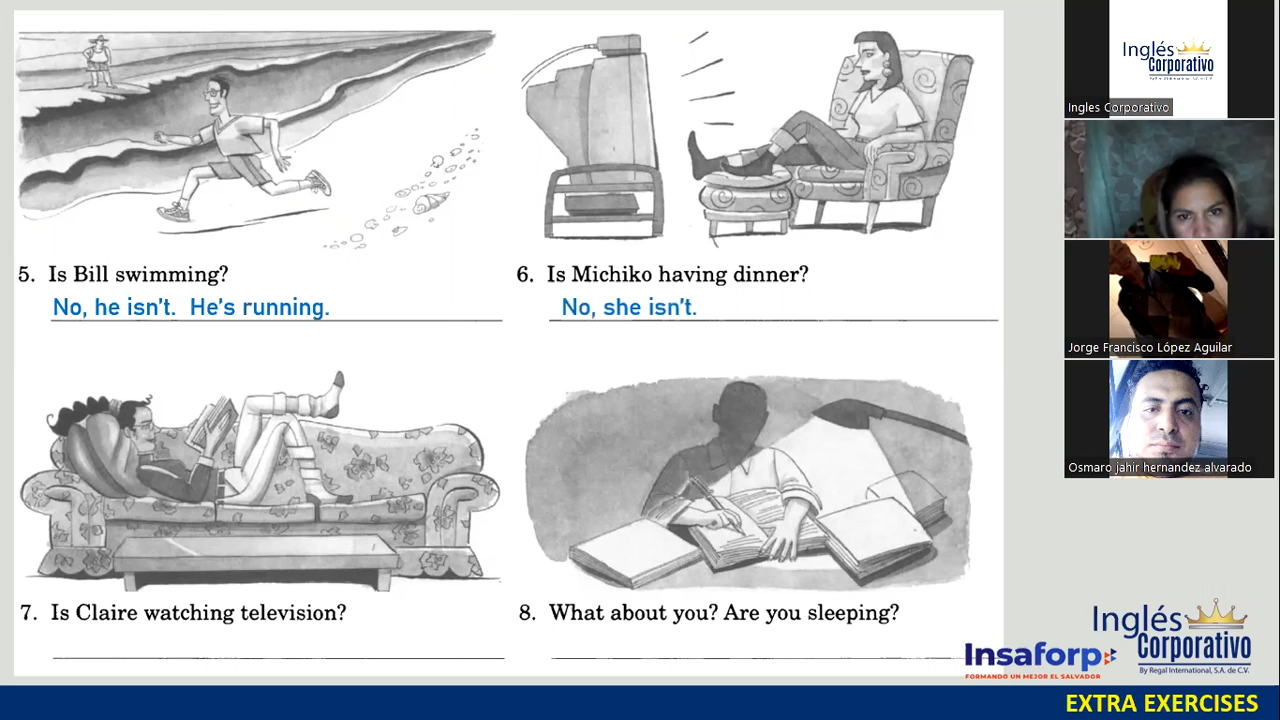 5. Is Bill swimming?
No, he isn't. He's running.
6. Is Michiko having dinner?
No, she isn't.
7. Is Claire watching television?
8. What about you? Are you sleeping?
Inglés
Corporativo
Ingles Corporativo
Jorge Francisco López Aguilar
Osmaro jahir hernandez alvarado
Insaforp
FORMANDO UN MEJOR EL SALVADOR
Inglés
Corporativo
By Regal International, S.A. de C.V.
EXTRA EXERCISES